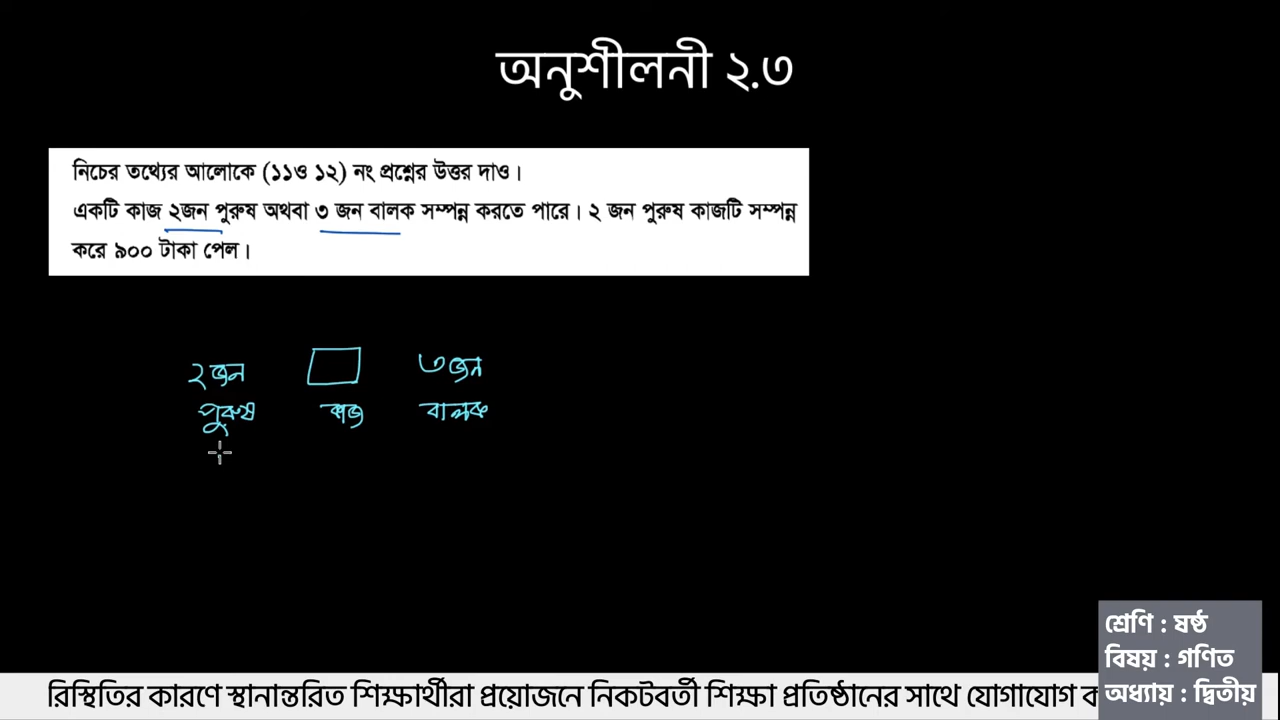 অনুশীলনী ২.৩
নিচের তথ্যের আলোকে (১১ও ১২) নং প্রশ্নের উত্তর দাও।
একটি কাজ ২জন পুরুষ অথবা ৩ জন বালক সম্পন্ন করতে পারে। ২ জন পুরুষ কাজটি সম্পন্ন
করে ৯০০ টাকা পেল।
২জন ৩জন
পুরুষ কাজ বালক
শ্রেণি : ষষ্ঠ
বিষয় : গণিত
অধ্যায় : দ্বিতীয়
রিস্থিতির কারণে স্থানান্তরিত শিক্ষার্থীরা প্রয়োজনে নিকটবর্তী শিক্ষা প্রতিষ্ঠানের সাথে যোগাযোগ ক